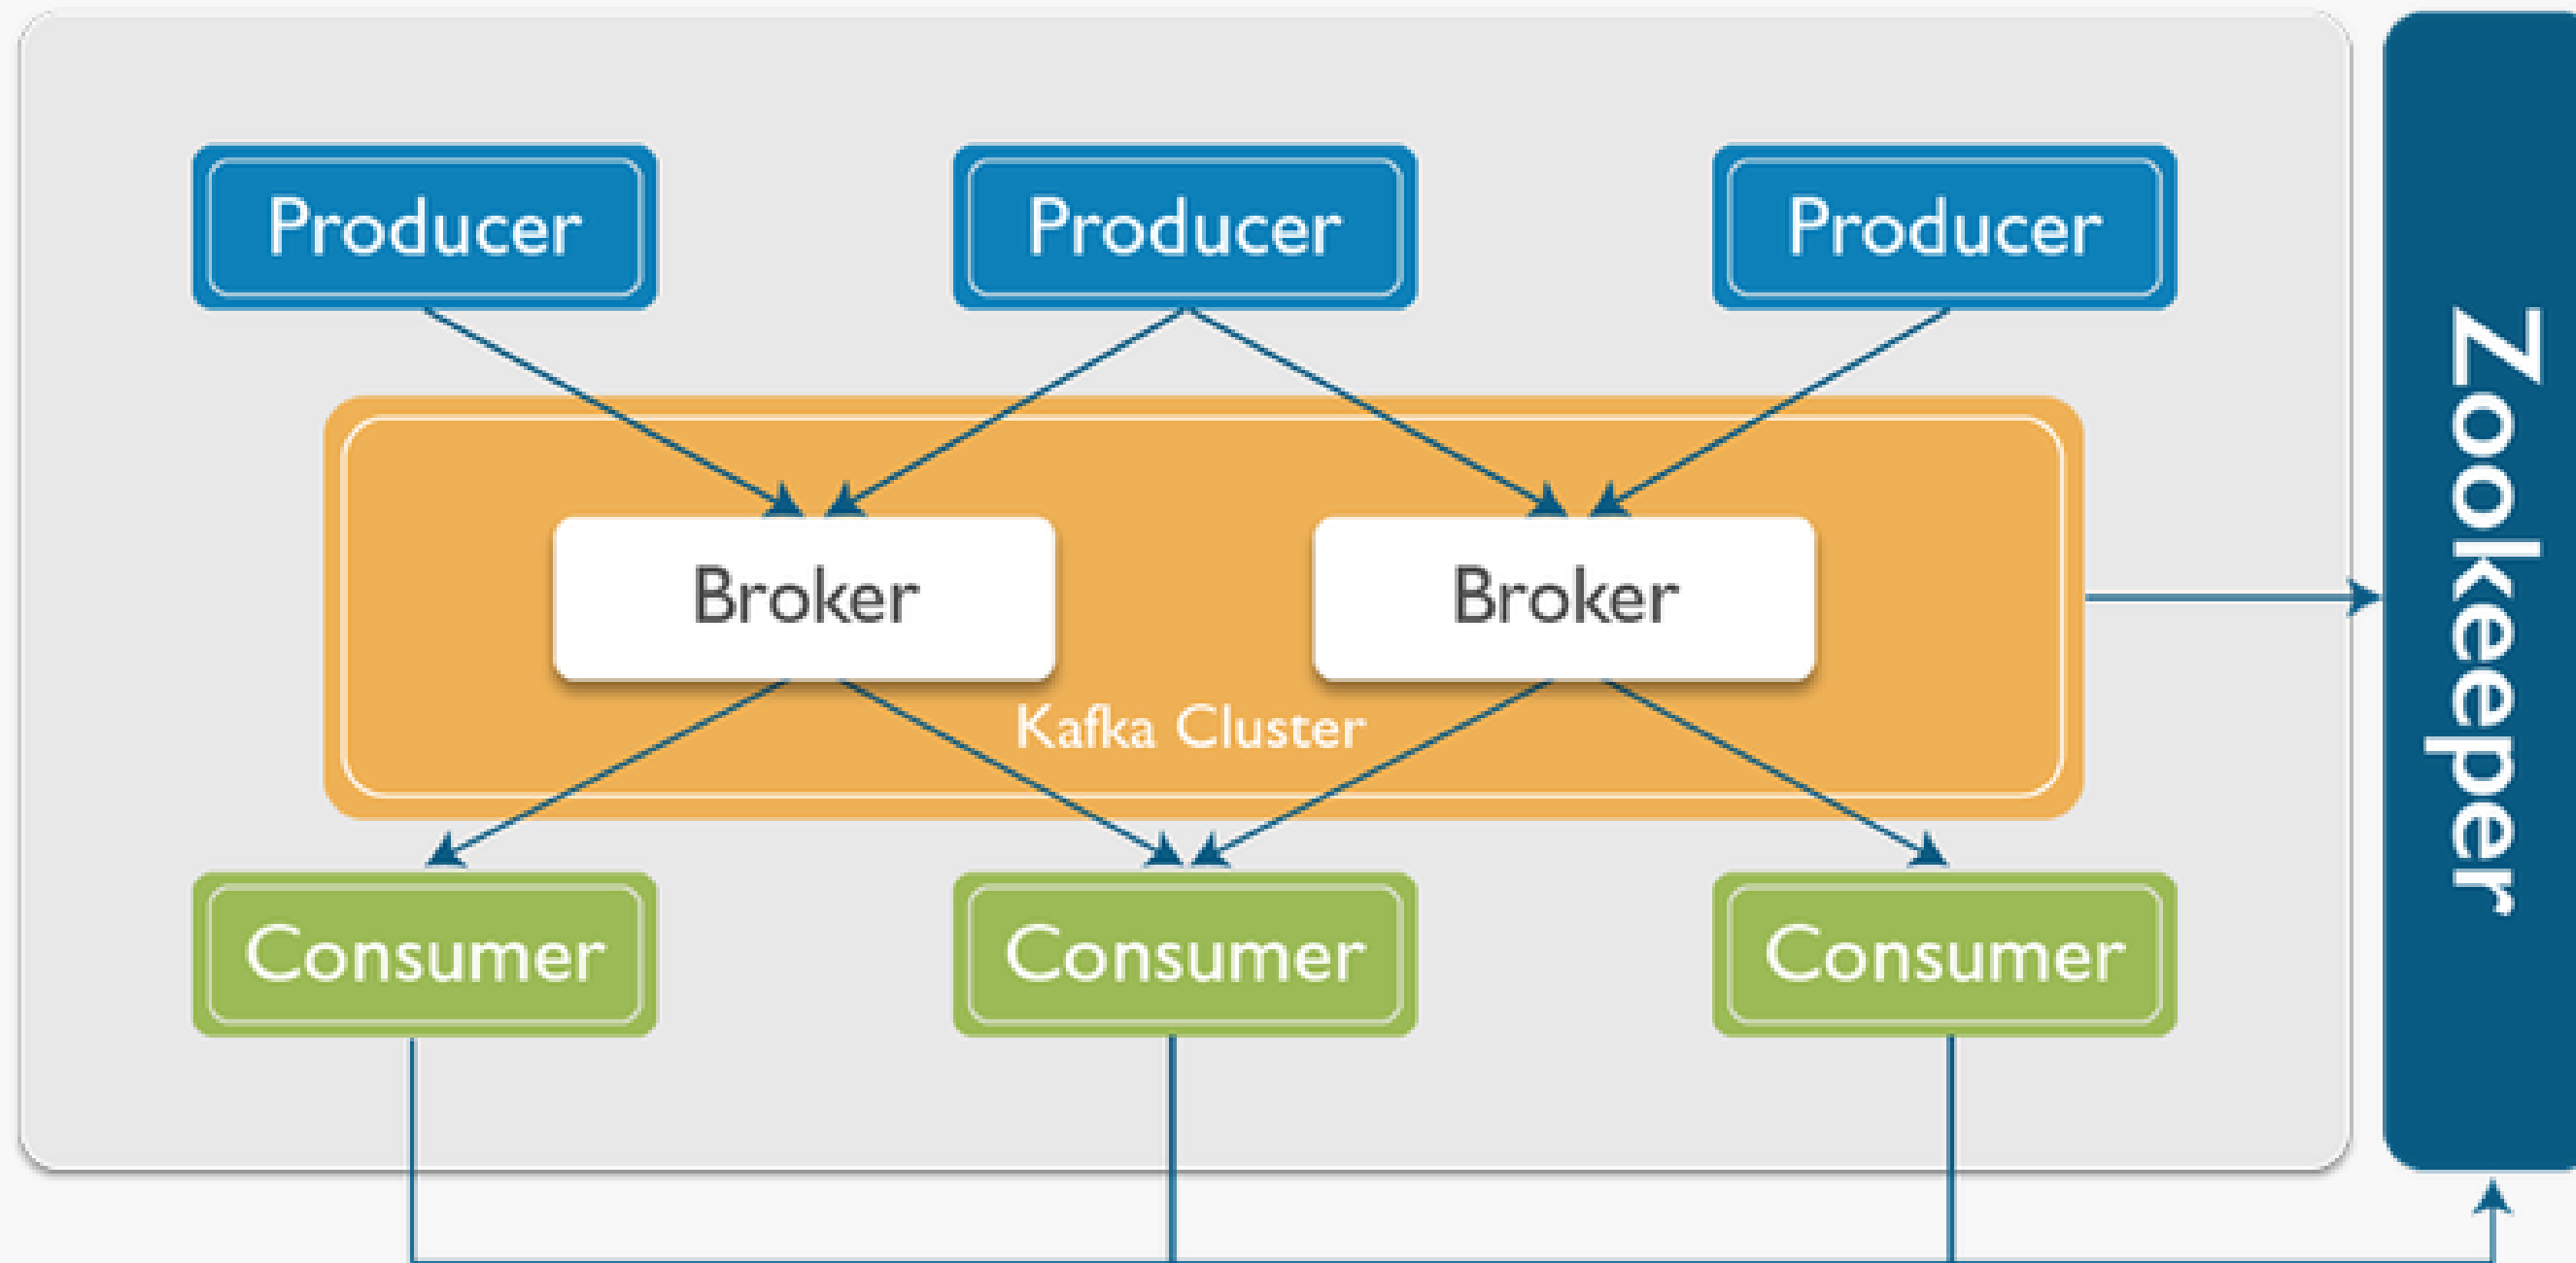 Producer
Producer
Producer
Broker
Broker
Kafka Cluster
Consumer
Consumer
Consumer
Zookeeper